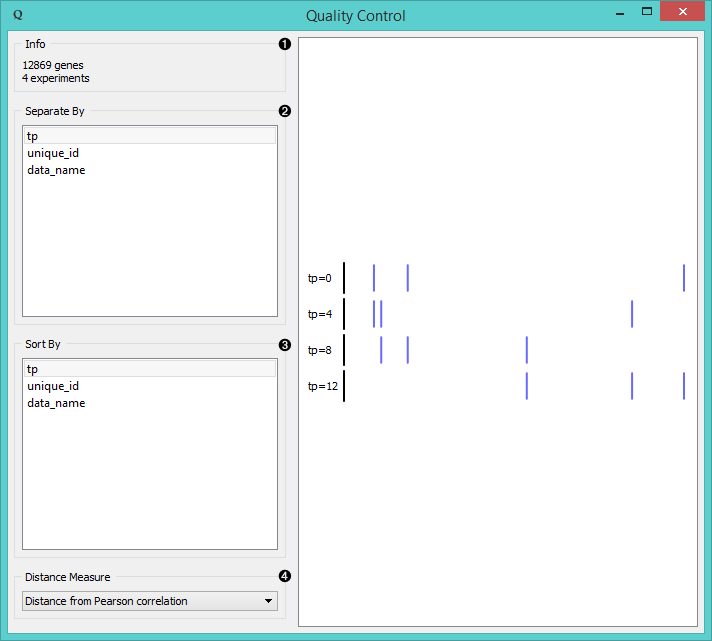 Q
Quality Control
Info
❶
12869 genes
4 experiments
Separate By
❷
tp
unique_id
data_name
Sort By
❸
tp
unique_id
data_name
Distance Measure
❹
Distance from Pearson correlation
tp=0
tp=4
tp=8
tp=12